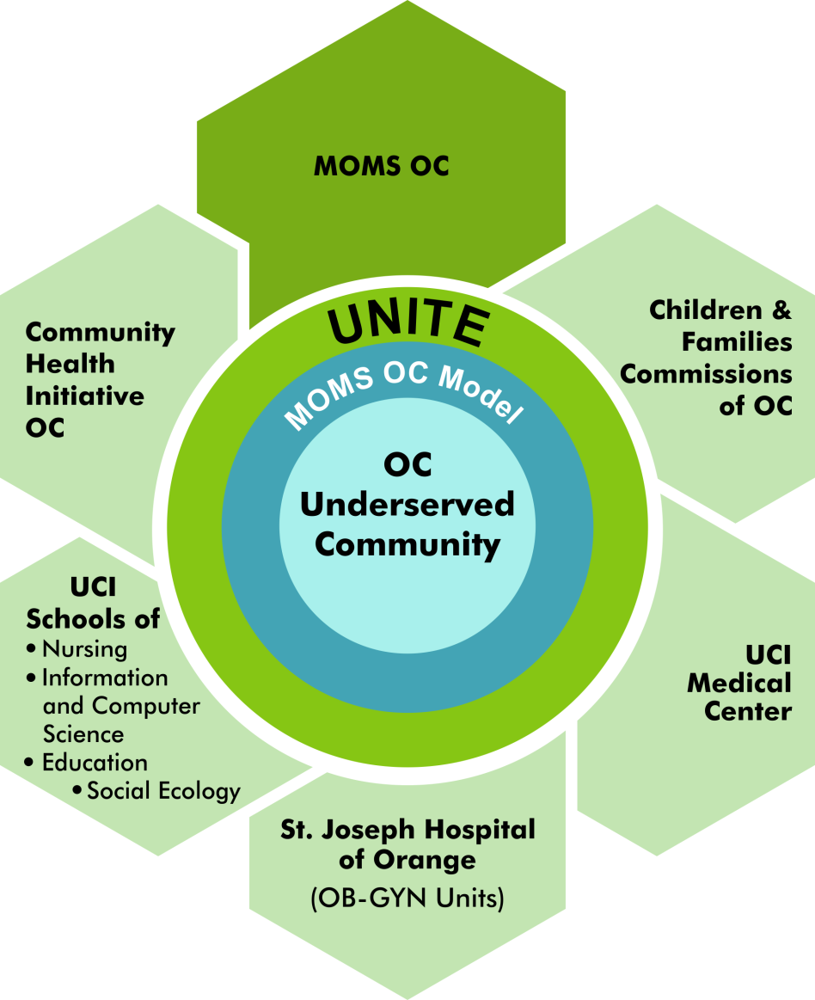 MOMS OC
Community
Health
Initiative
OC
Children &
Families
Commissions
of OC
UNITE
MOMS OC Model
OC
Underserved
Community
UCI
Schools of
• Nursing
• Information
and Computer
Science
• Education
• Social Ecology
UCI
Medical
Center
St. Joseph Hospital
of Orange
(OB-GYN Units)